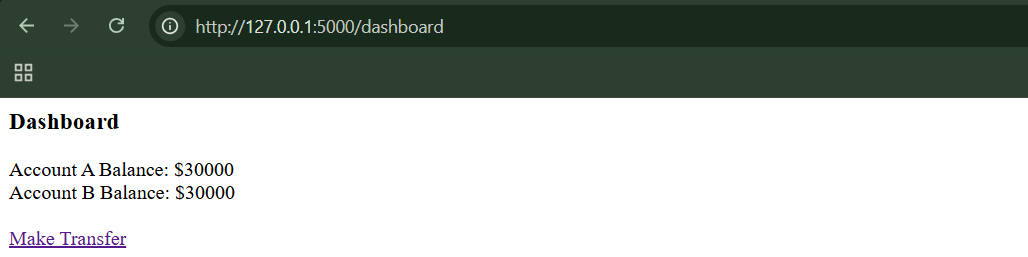 http://127.0.0.1:5000/dashboard
Dashboard
Account A Balance: $30000
Account B Balance: $30000
Make Transfer